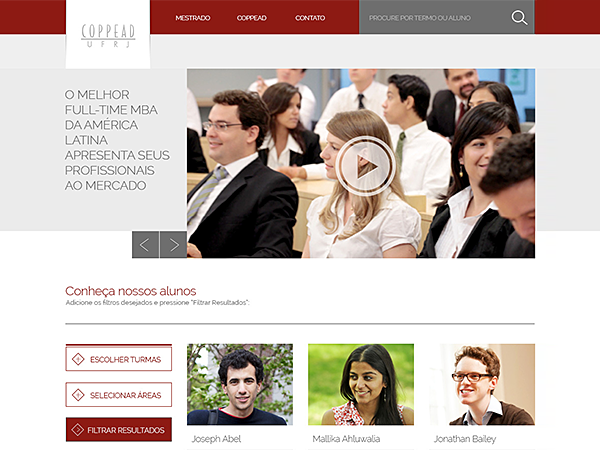 COPPEAD
UFRJ
MESTRADO COPPEAD CONTATO
PROCURE POR TERMO OU ALUNO
O MELHOR
FULL-TIME MBA
DA AMÉRICA
LATINA
APRESENTA SEUS
PROFISSIONAIS
AO MERCADO
Conheça nossos alunos
Adicione os filtros desejados e pressione "Filtrar Resultados":
ESCOLHER TURMAS
SELECIONAR ÁREAS
FILTRAR RESULTADOS
Joseph Abel
Mallika Ahluwalia
Jonathan Bailey